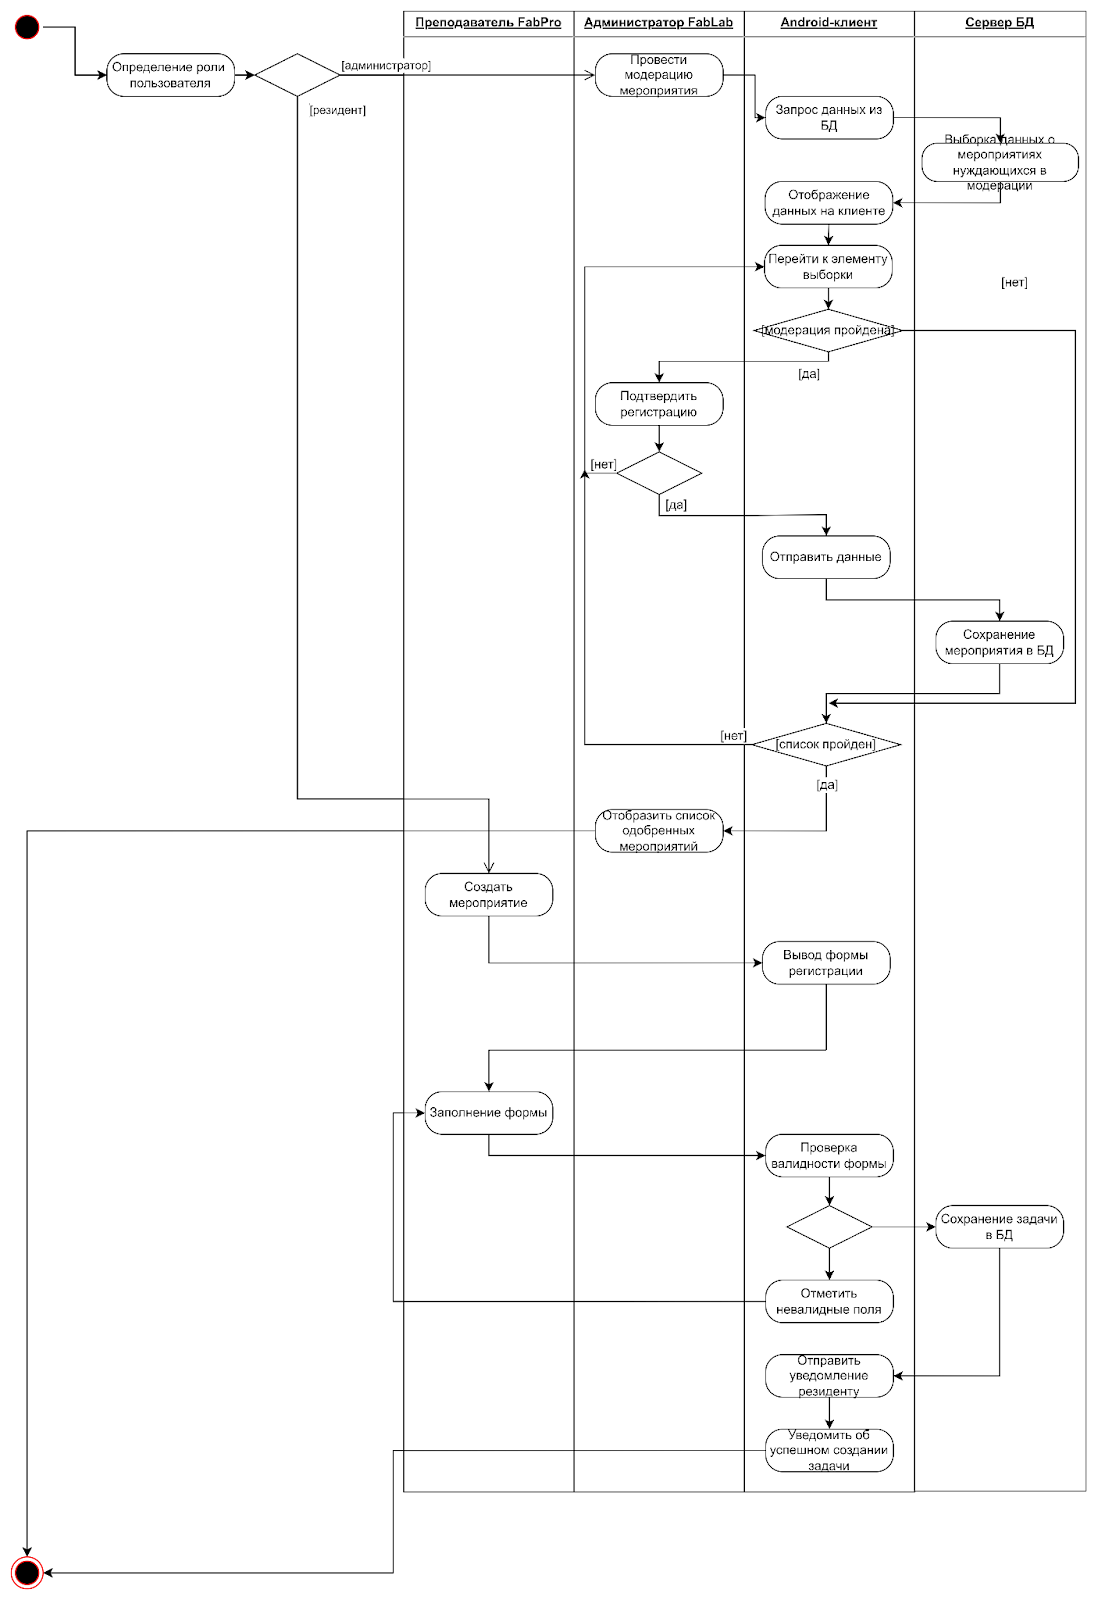 Преподаватель FabPro
Администратор FabLab
Android-клиент
Сервер БД
Определение роли
пользователя
[администратор]
[резидент]
Провести
модерацию
мероприятия
Запрос данных из
БД
Выборка данных о
мероприятиях
нуждающихся в
модерации
Отображение
данных на клиенте
Перейти к элементу
выборки
[нет]
[модерация пройдена]
[да]
Подтвердить
регистрацию
[нет]
[да]
Отправить данные
Сохранение
мероприятия в БД
[нет]
[список пройден]
[да]
Отобразить список
одобренных
мероприятий
Создать
мероприятие
Вывод формы
регистрации
Заполнение формы
Проверка
валидности формы
Сохранение задачи
в БД
Отметить
невалидные поля
Отправить
уведомление
резиденту
Уведомить об
успешном создании
задачи